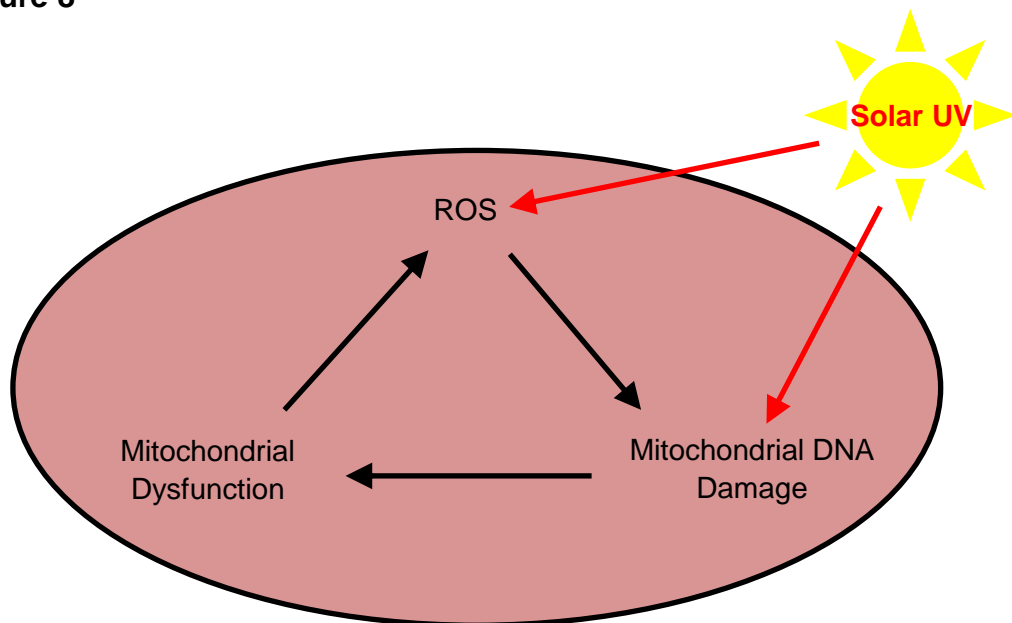 Solar UV
ROS
Mitochondrial
Dysfunction
Mitochondrial DNA
Damage